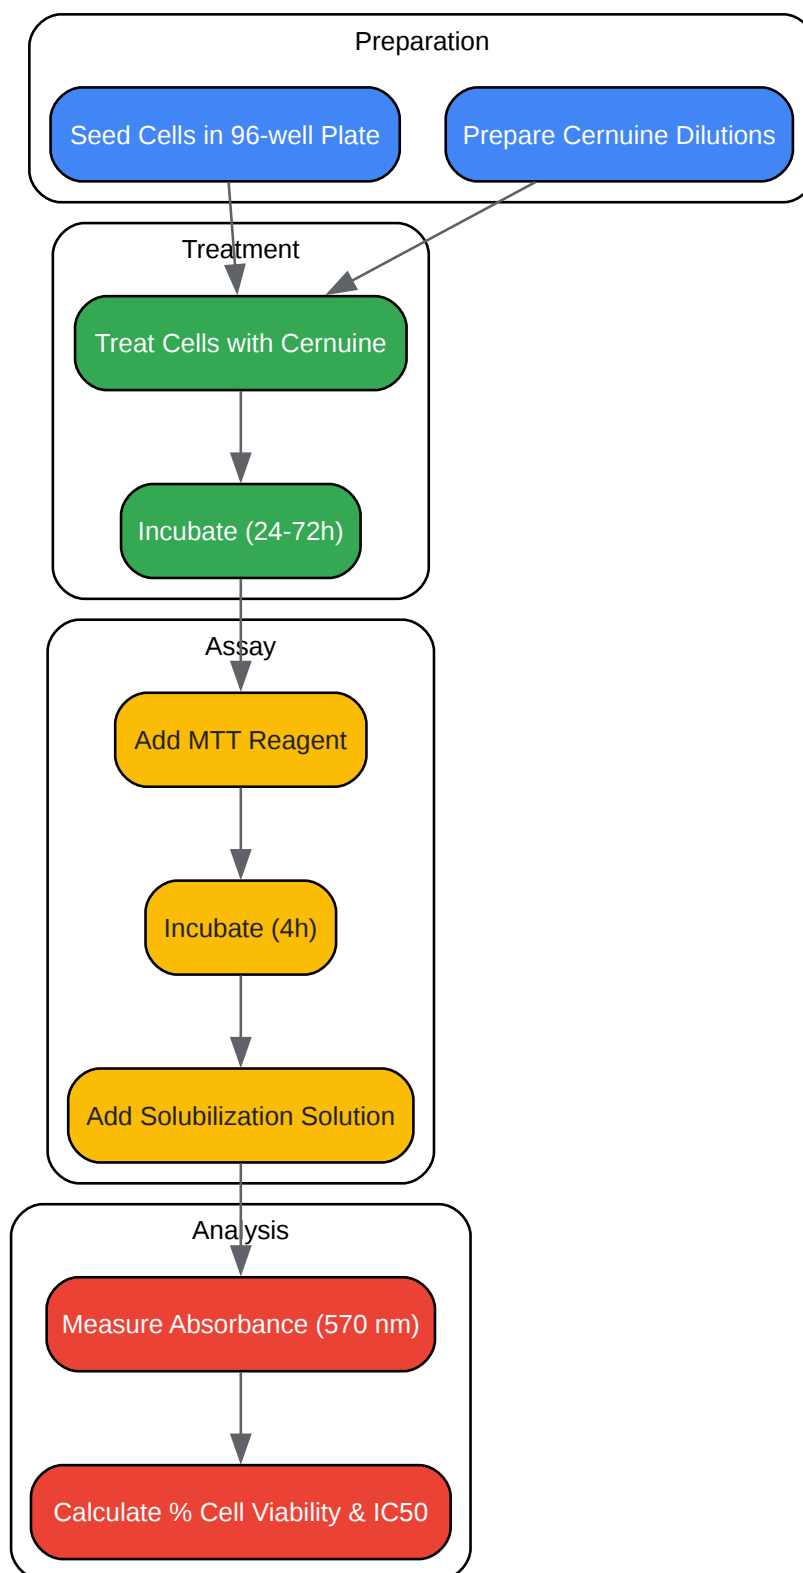 Preparation
Seed Cells in 96-well Plate
Prepare Cernuine Dilutions
Treatment
Treat Cells with Cernuine
Incubate (24-72h)
Assay
Add MTT Reagent
Incubate (4h)
Add Solubilization Solution
Analysis
Measure Absorbance (570 nm)
Calculate % Cell Viability & IC50